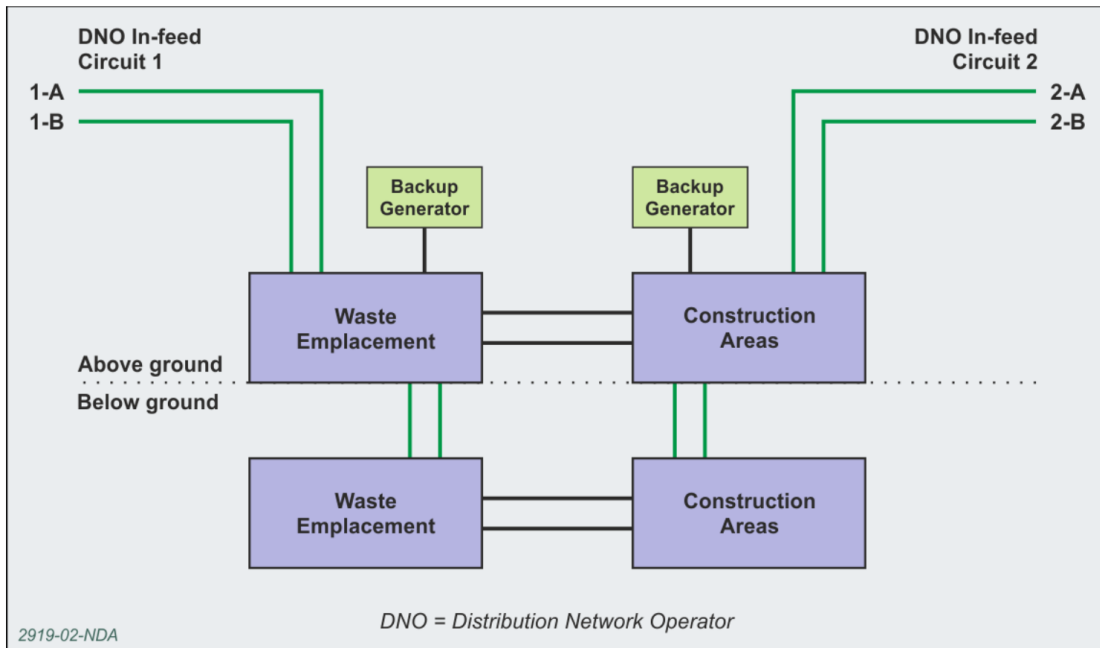 DNO In-feed
Circuit 1
DNO In-feed
Circuit 2
1-A
1-B
2-A
2-B
Backup
Generator
Backup
Generator
Waste
Emplacement
Construction
Areas
Above ground
Below ground
Waste
Emplacement
Construction
Areas
DNO = Distribution Network Operator
2919-02-NDA